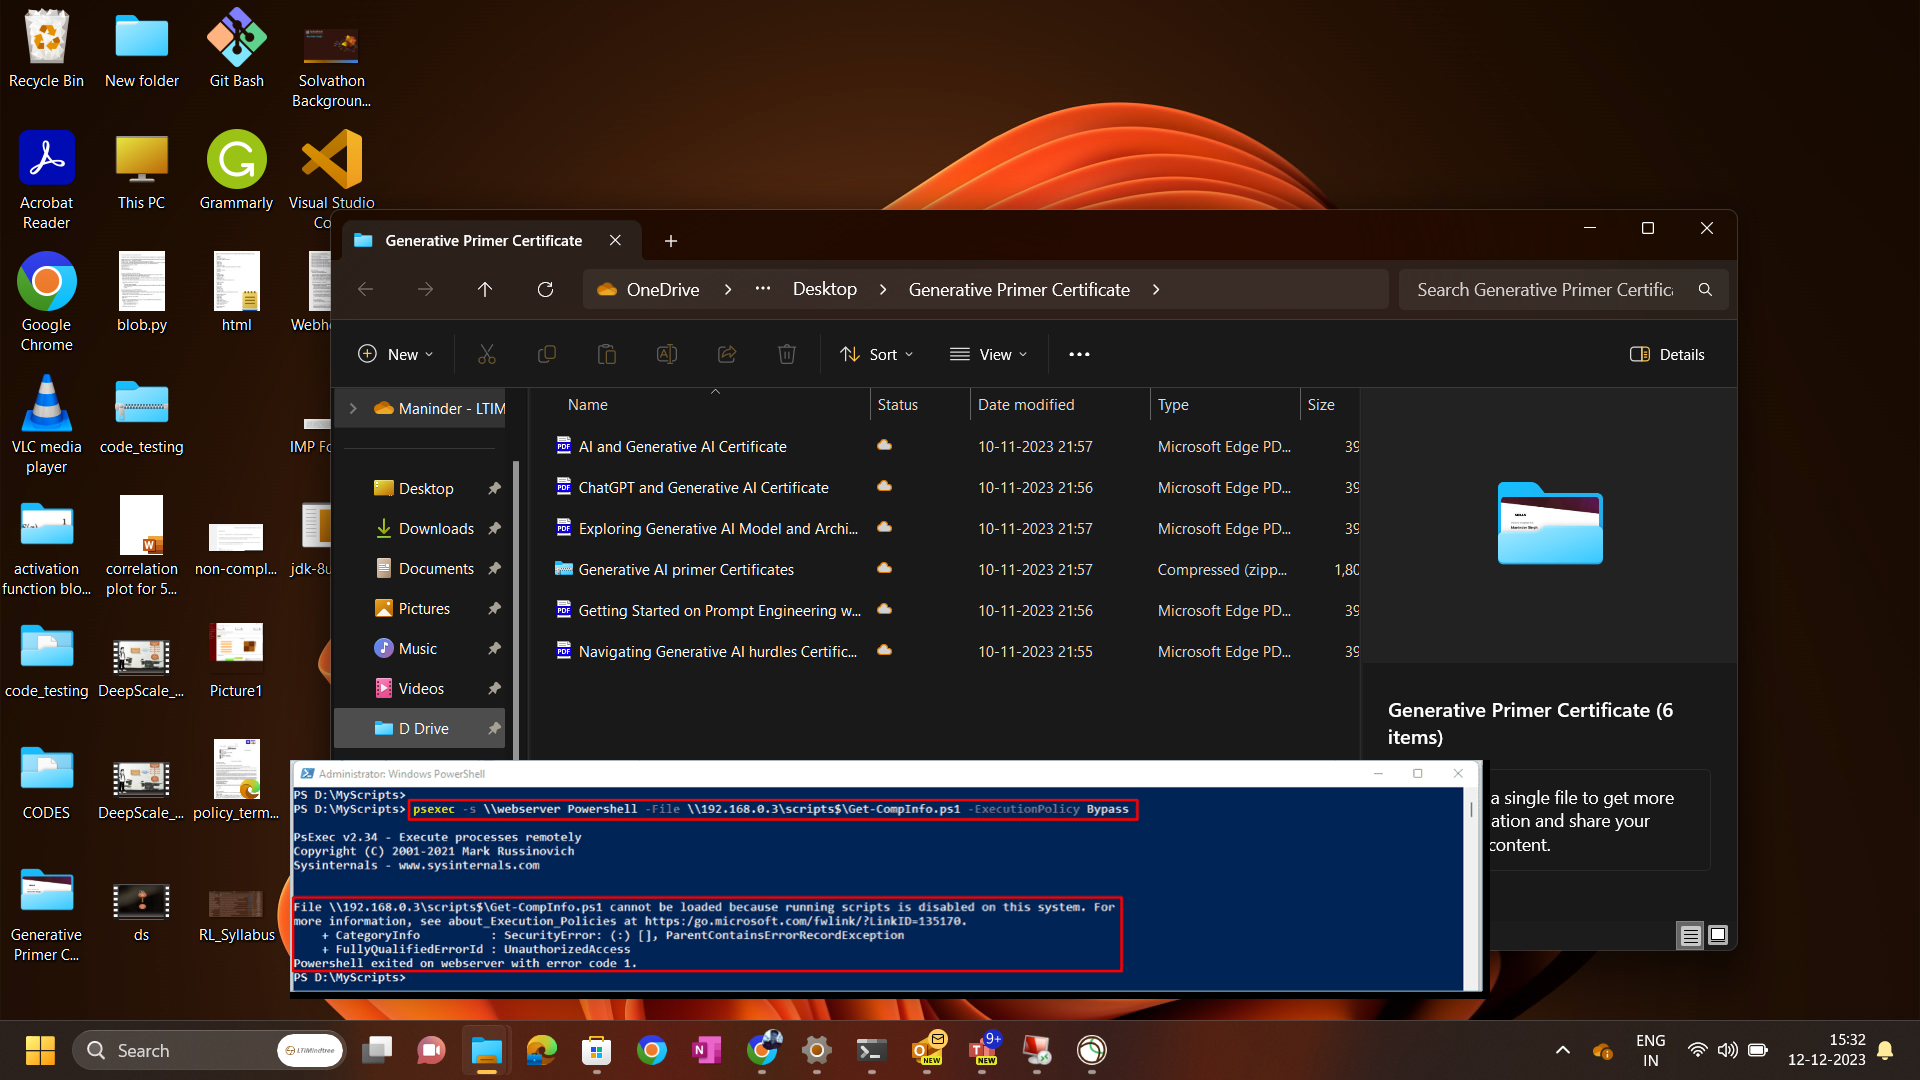 Recycle Bin
New folder
Git Bash
Solvathon
Backgroun...
Acrobat
Reader
This PC
Grammarly
Visual Studio
Co
Google
Chrome
blob.py
html
Webh
VLC media
player
code_testing
IMP Fo
activation
function blo...
correlation
plot for 5...
non-compl...
jdk-8u
code_testing
DeepScale_...
Picture1
CODES
DeepScale_...
policy_term...
Generative
Primer C...
ds
RL_Syllabus
Generative Primer Certificate
OneDrive
Desktop
Generative Primer Certificate
Search Generative Primer Certific
New
Sort
View
Details
Maninder - LTIM
Desktop
Downloads
Documents
Pictures
Music
Videos
D Drive
Name Status Date modified Type Size
AI and Generative AI Certificate 10-11-2023 21:57 Microsoft Edge PD... 39
ChatGPT and Generative AI Certificate 10-11-2023 21:56 Microsoft Edge PD... 39
Exploring Generative AI Model and Archi... 10-11-2023 21:57 Microsoft Edge PD... 39
Generative AI primer Certificates 10-11-2023 21:57 Compressed (zipp... 1,80
Getting Started on Prompt Engineering w... 10-11-2023 21:56 Microsoft Edge PD... 39
Navigating Generative AI hurdles Certific... 10-11-2023 21:55 Microsoft Edge PD... 39
Generative Primer Certificate (6
items)
a single file to get more
ation and share your
content.
Administrator: Windows PowerShell
PS D:\MyScripts>
PS D:\MyScripts> psexec -s \\webserver Powershell -File \\192.168.0.3\scripts$\Get-CompInfo.ps1 -ExecutionPolicy Bypass
PsExec v2.34 - Execute processes remotely
Copyright (C) 2001-2021 Mark Russinovich
Sysinternals - www.sysinternals.com
File \\192.168.0.3\scripts$\Get-CompInfo.ps1 cannot be loaded because running scripts is disabled on this system. For
more information, see about_Execution_Policies at https:/go.microsoft.com/fwlink/?LinkID=135170.
+ CategoryInfo : SecurityError: (:) [], ParentContainsErrorRecordException
+ FullyQualifiedErrorId : UnauthorizedAccess
Powershell exited on webserver with error code 1.
PS D:\MyScripts>
Search
LTIMindtree
NEW
9+
NEW
ENG
IN
15:32
12-12-2023